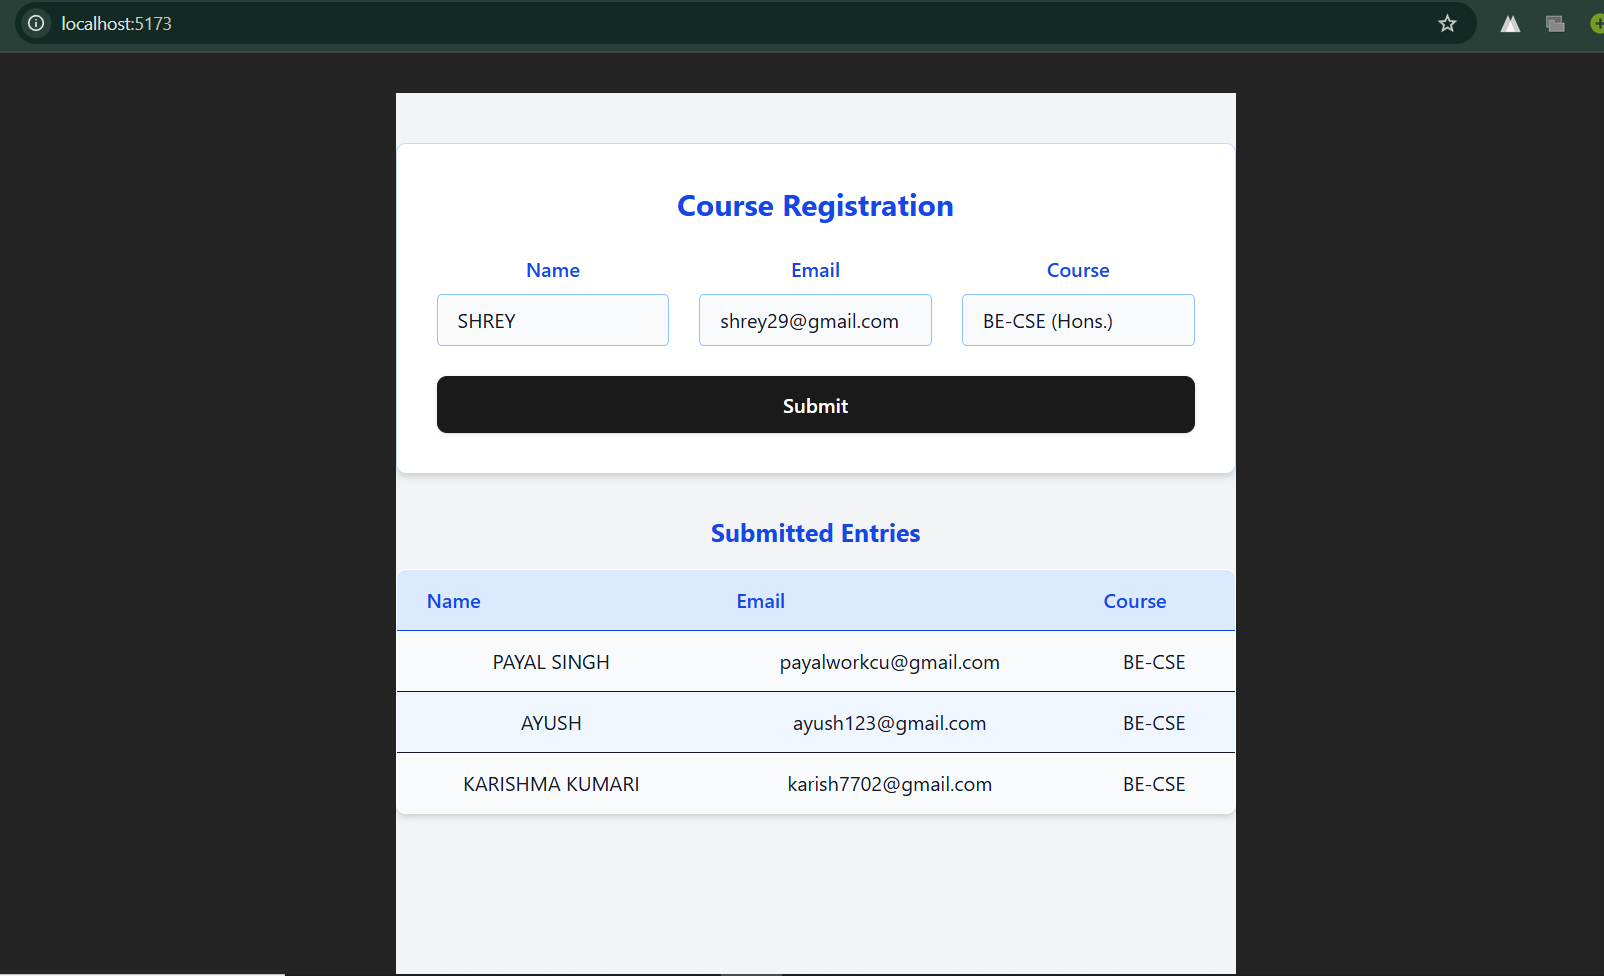 localhost:5173
Course Registration
Name Email Course
SHREY shrey29@gmail.com BE-CSE (Hons.)
Submit
Submitted Entries
Name Email Course
PAYAL SINGH payalworkcu@gmail.com BE-CSE
AYUSH ayush123@gmail.com BE-CSE
KARISHMA KUMARI karish7702@gmail.com BE-CSE